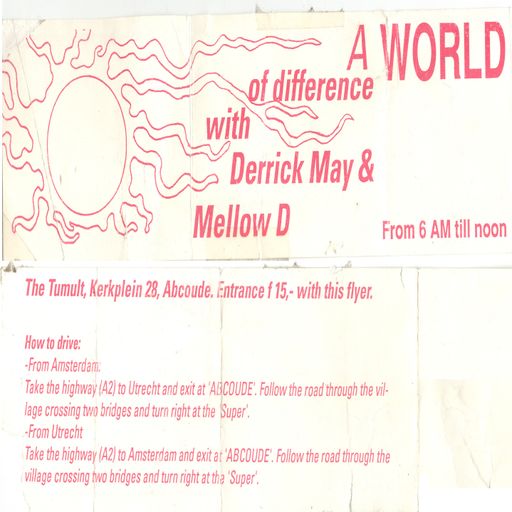 A WORLD
of difference
with
Derrick May &
Mellow D
From 6 AM till noon
The Tumult, Kerkplein 28, Abcoude. Entrance f 15,- with this flyer.
How to drive:
-From Amsterdam:
Take the highway (A2) to Utrecht and exit at 'ABCOUDE'. Follow the road through the vil-
lage crossing two bridges and turn right at the 'Super'.
-From Utrecht
Take the highway (A2) to Amsterdam and exit at 'ABCOUDE'. Follow the road through the
village crossing two bridges and turn right at the 'Super'.